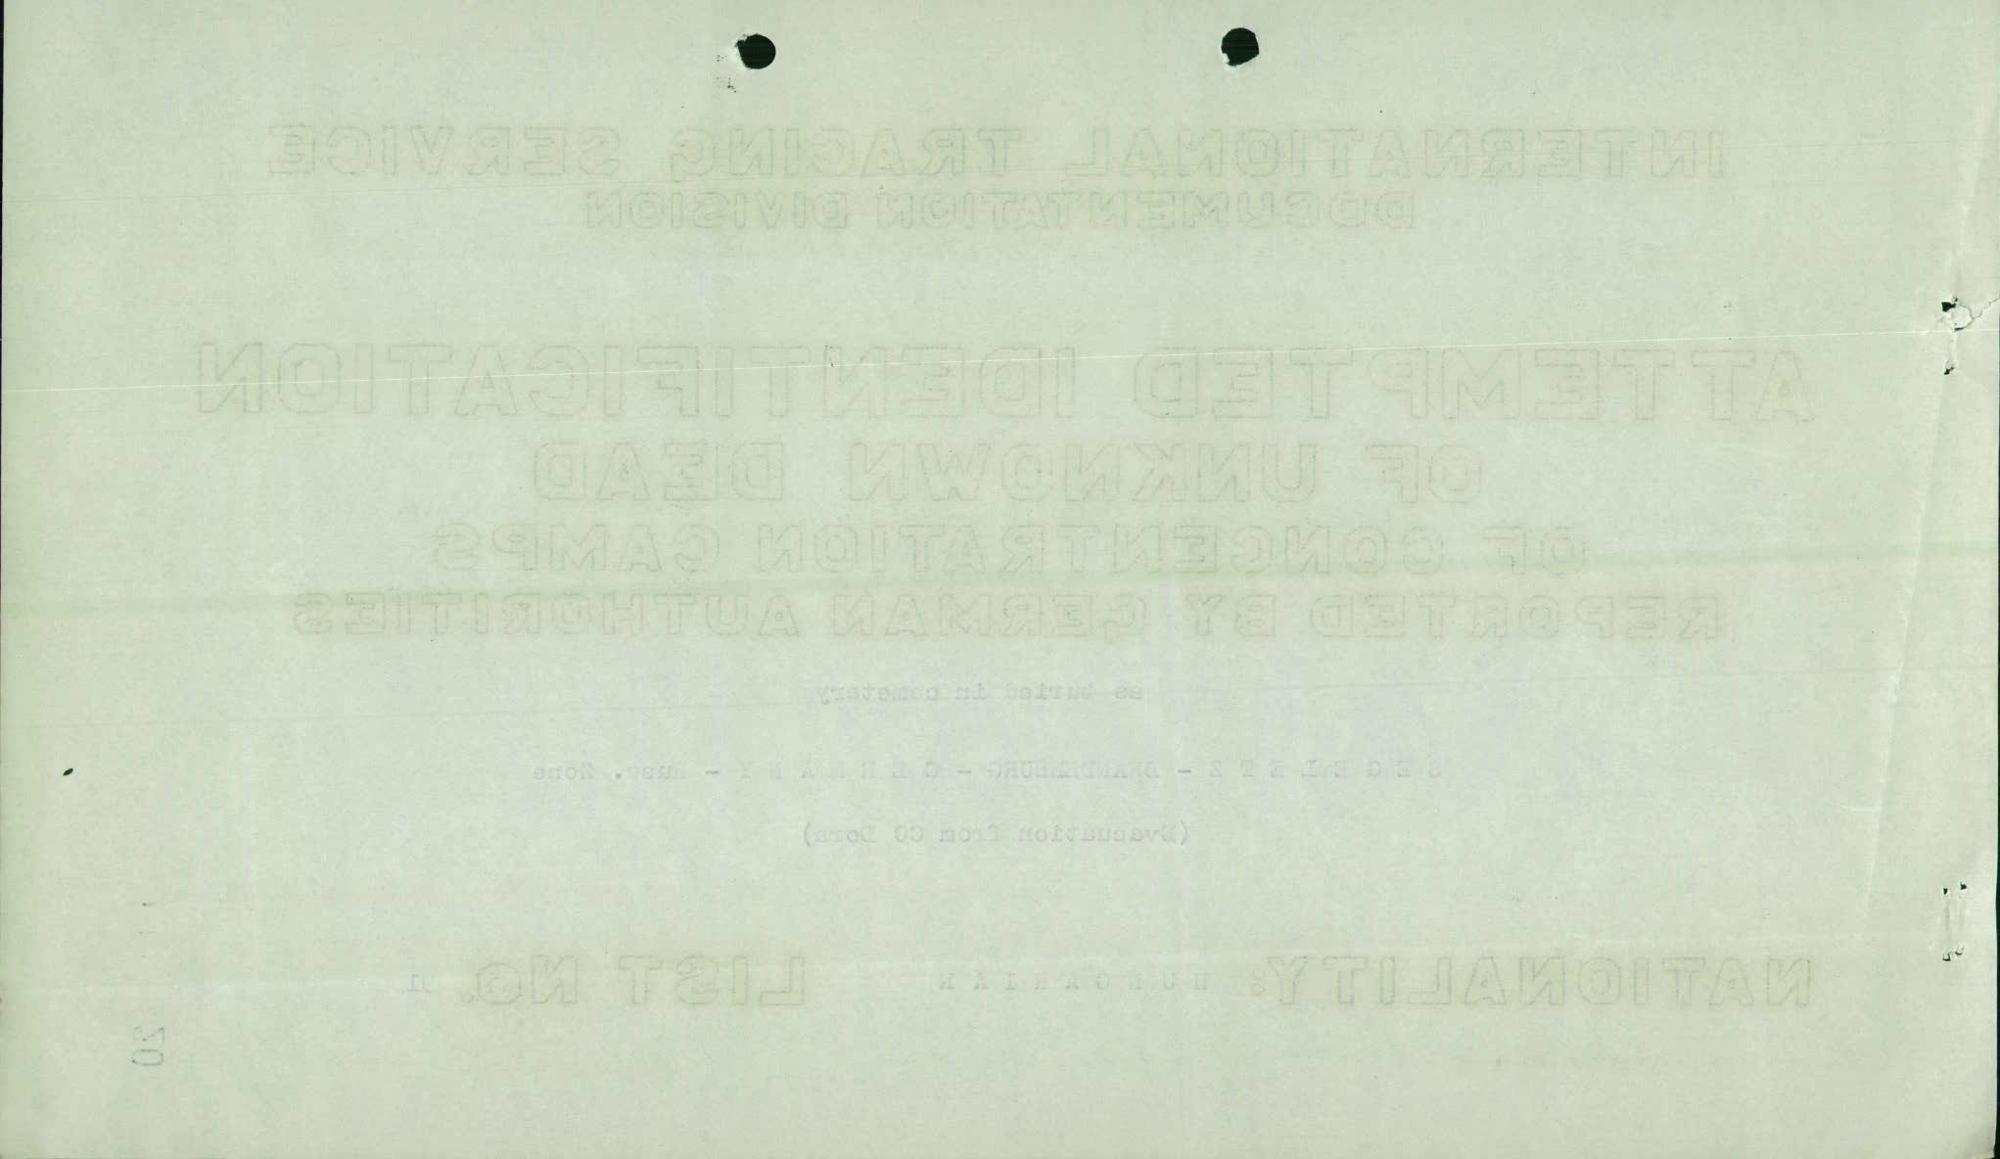 INTERNATIONAL TRACING SERVICE
DOCUMENTATION DIVISION
ATTEMPTED IDENTIFICATION
OF UNKNOWN DEAD
OF CONCENTRATION CAMPS
REPORTED BY GERMAN AUTHORITIES
as buried in cemetery
S E G E L E T Z - BRANDENBURG - G E R M A N Y - Russ. Zone
(Evacuation from CC Dora)
NATIONALITY: H U N G A R I A N LIST No.
20